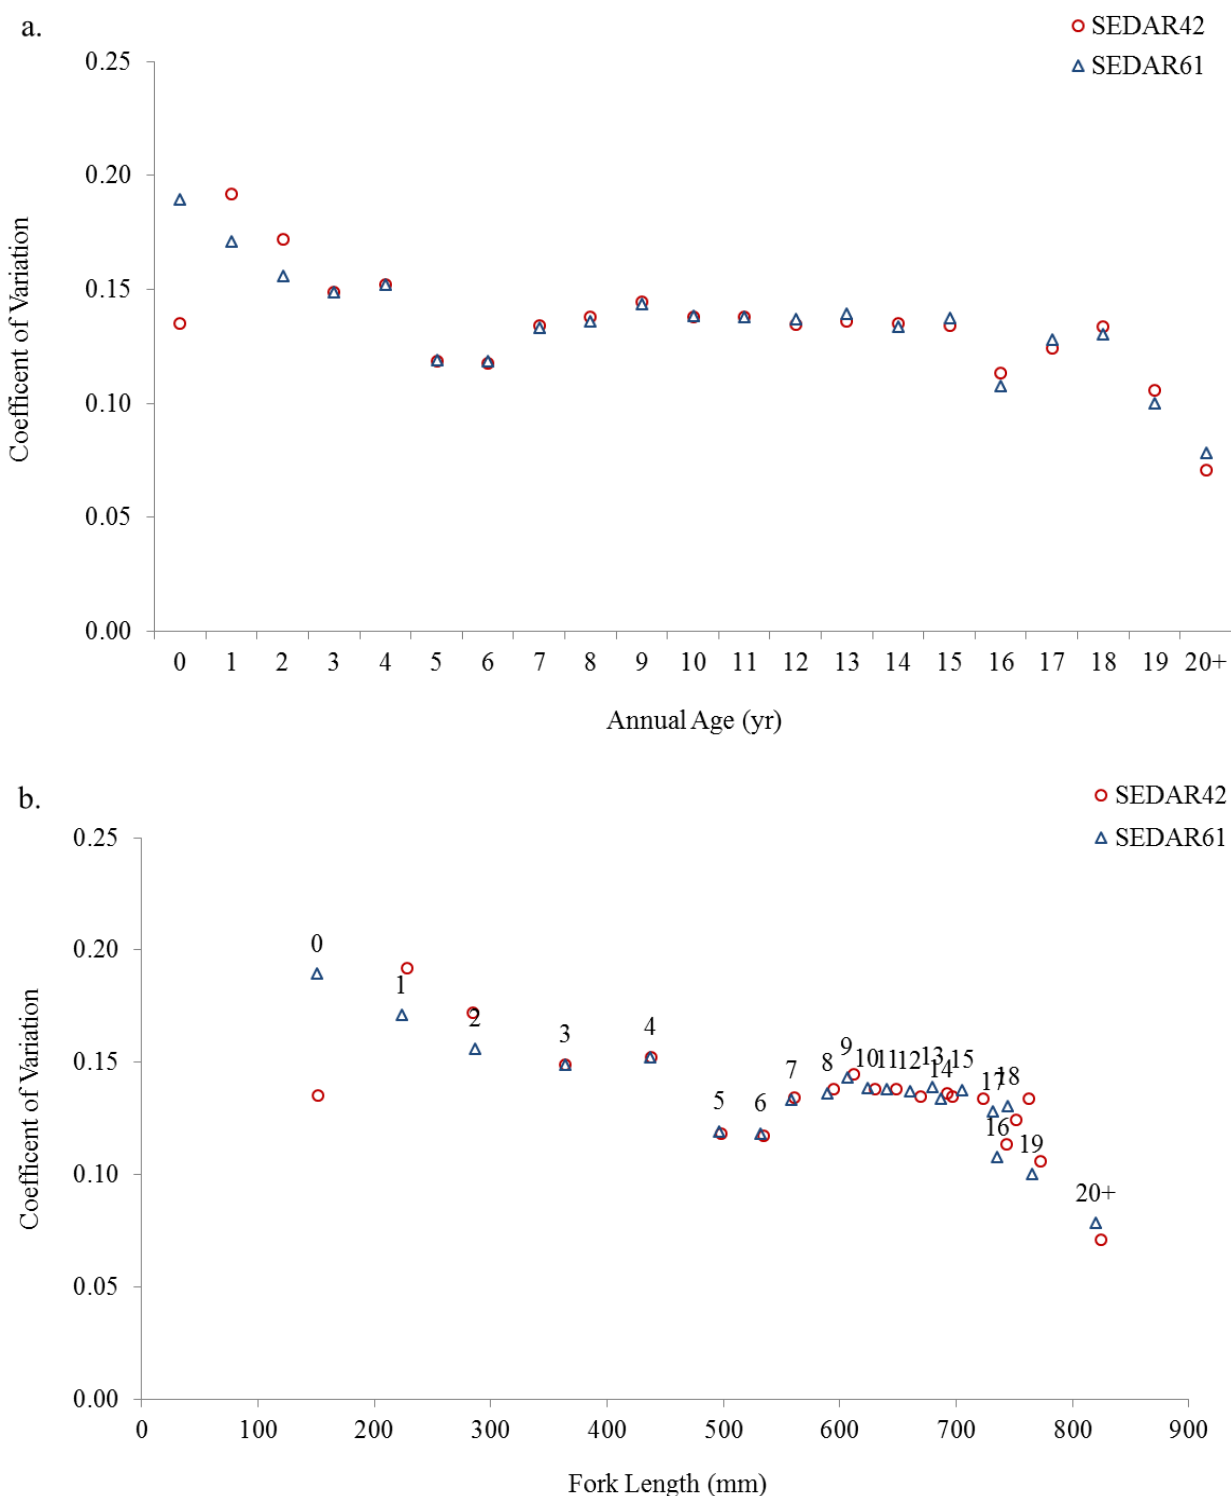 a.
SEDAR42
SEDAR61
0.25
0.20
0.15
0.10
0.05
0.00
Coefficent of Variation
0 1 2 3 4 5 6 7 8 9 10 11 12 13 14 15 16 17 18 19 20+
Annual Age (yr)
b.
SEDAR42
SEDAR61
0.25
0.20
0.15
0.10
0.05
0.00
Coefficent of Variation
0
1
2
3
4
5
6
7
8
9
10
11
12
13
14
15
16
17
18
19
20+
0 100 200 300 400 500 600 700 800 900
Fork Length (mm)